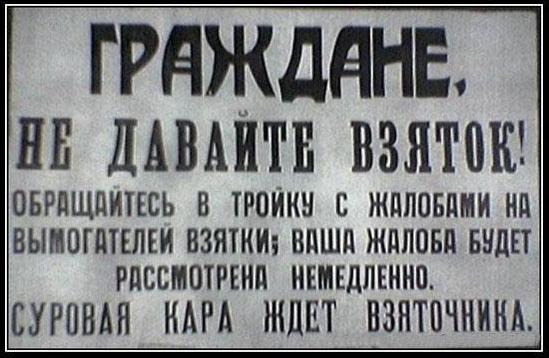 ГРАЖДАНЕ,
НЕ ДАВАЙТЕ ВЗЯТОК!
ОБРАЩАЙТЕСЬ В ТРОЙКУ С ЖАЛОБАМИ НА
ВЫМОГАТЕЛЕЙ ВЗЯТКИ; ВАША ЖАЛОБА БУДЕТ
РАССМОТРЕНА НЕМЕДЛЕННО.
СУРОВАЯ КАРА ЖДЕТ ВЗЯТОЧНИКА.